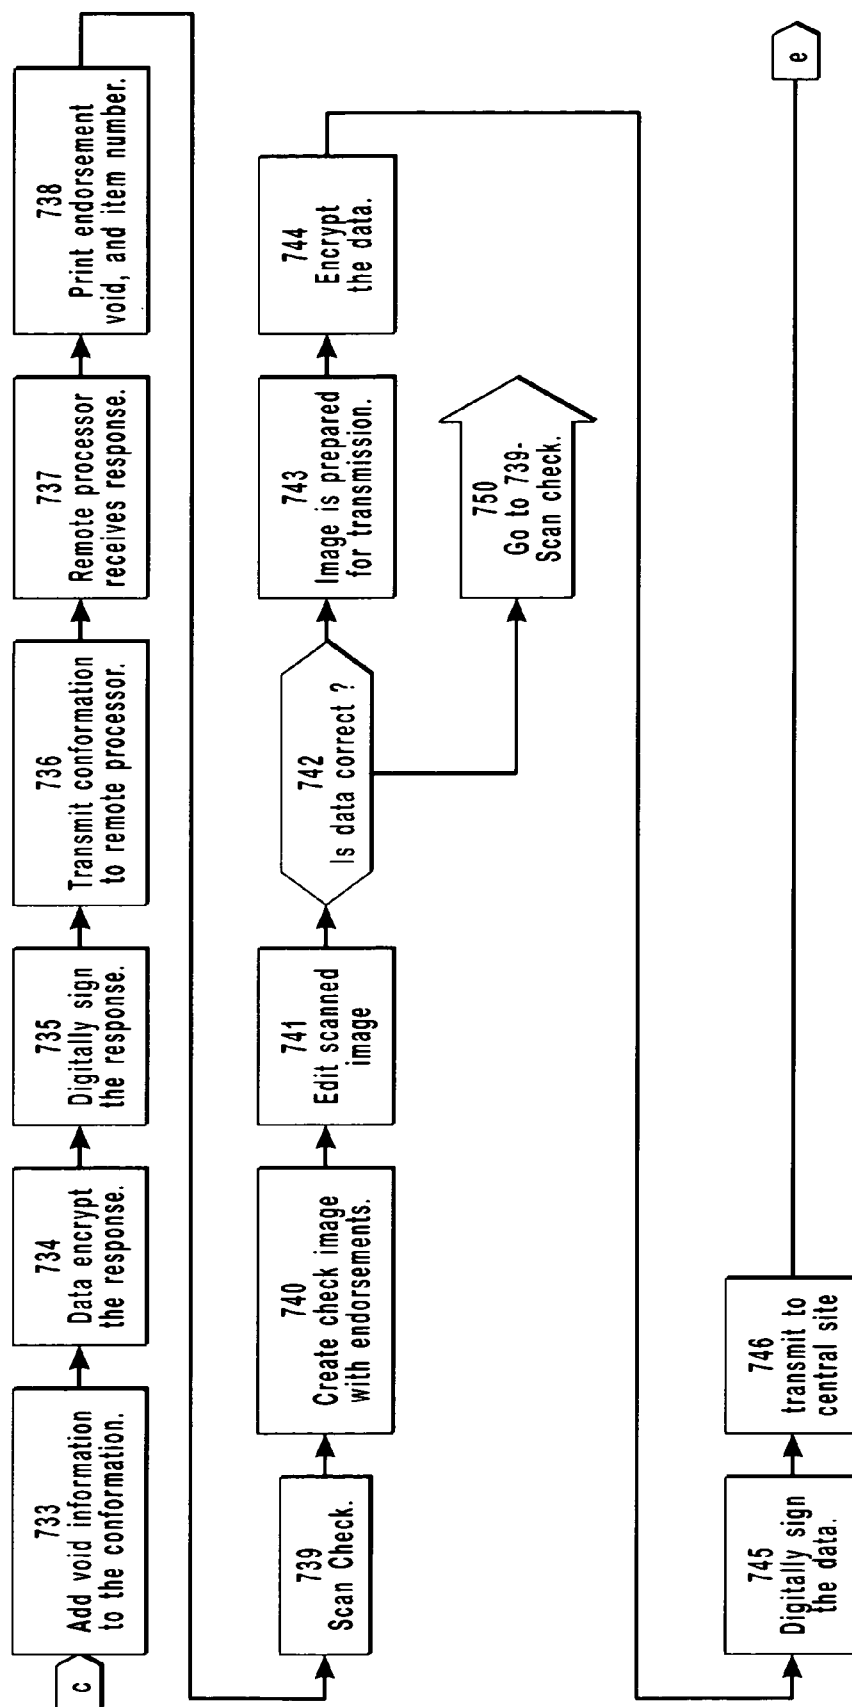 c
733
Add void information
to the conformation.
734
Data encrypt
the response.
735
Digitally sign
the response.
736
Transmit conformation
to remote processor.
737
Remote processor
receives response.
738
Print endorsement
void, and item number.
739
Scan Check.
740
Create check image
with endorsements.
741
Edit scanned
image
742
Is data correct ?
743
Image is prepared
for transmission.
744
Encrypt
the data.
750
Go to 739-
Scan check.
745
Digitally sign
the data.
746
transmit to
central site
e